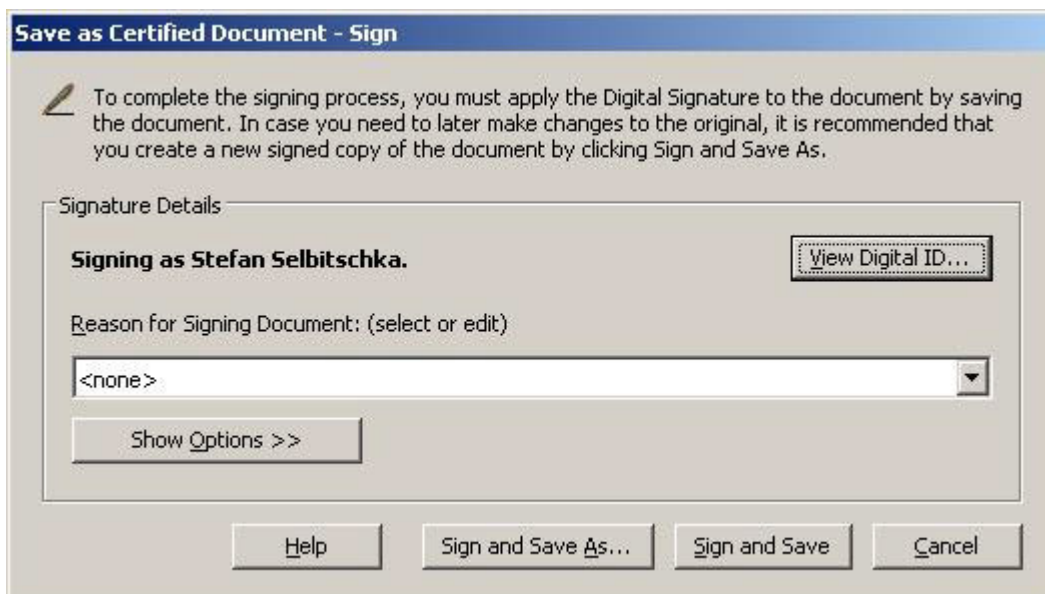 Save as Certified Document - Sign
To complete the signing process, you must apply the Digital Signature to the document by saving
the document. In case you need to later make changes to the original, it is recommended that
you create a new signed copy of the document by clicking Sign and Save As.
Signature Details
Signing as Stefan Selbitschka.
View Digital ID...
Reason for Signing Document: (select or edit)
<none>
Show Options >>
Help
Sign and Save As...
Sign and Save
Cancel